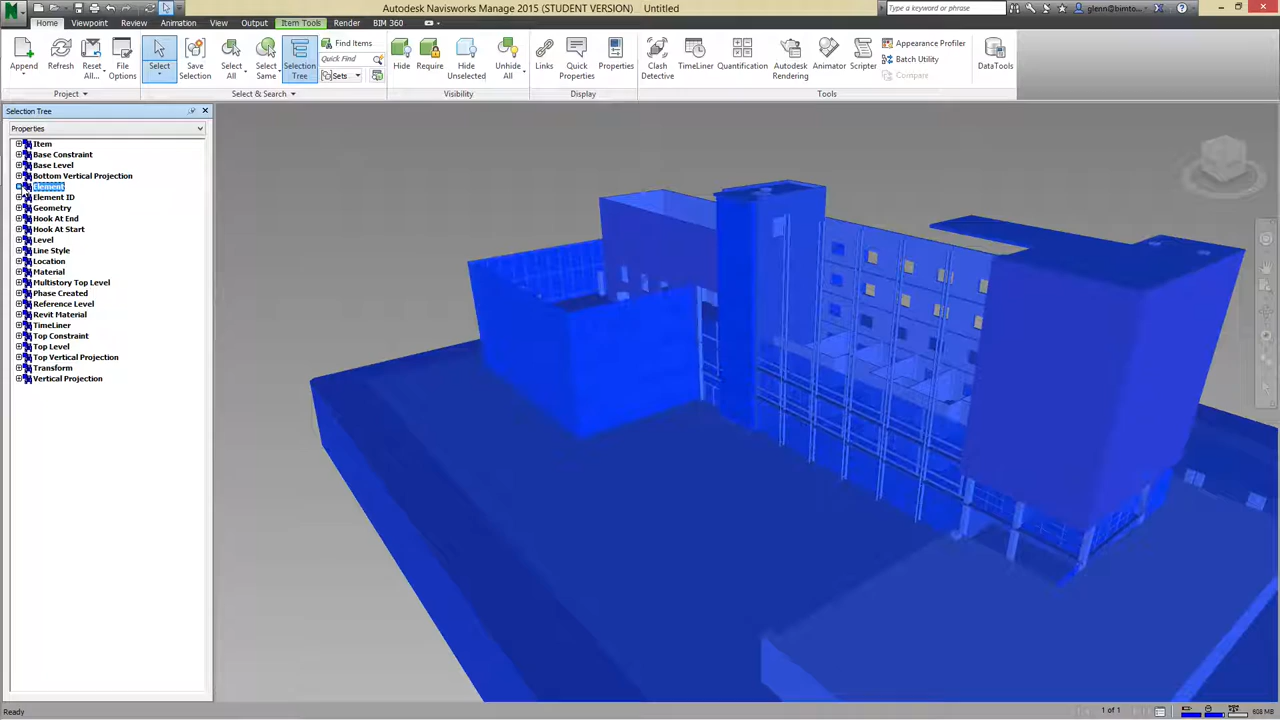 Autodesk Navisworks Manage 2015 (STUDENT VERSION) Untitled
Type a keyword or phrase
glenn@bimto...
Home Viewpoint Review Animation View Output Item Tools Render BIM 360
Append
Refresh
Reset All...
File Options
Select
Save Selection
Select All
Select Same
Selection Tree
Find Items
Quick Find
Sets
Hide
Require
Hide Unselected
Unhide All
Links
Quick Properties
Properties
Clash Detective
TimeLiner
Quantification
Autodesk Rendering
Animator
Scripter
Appearance Profiler
Batch Utility
Compare
DataTools
Project Select & Search Visibility Display Tools
Selection Tree
Properties
Item
Base Constraint
Base Level
Bottom Vertical Projection
Element
Element ID
Geometry
Hook At End
Hook At Start
Level
Line Style
Location
Material
Multistory Top Level
Phase Created
Reference Level
Revit Material
TimeLiner
Top Constraint
Top Level
Top Vertical Projection
Transform
Vertical Projection
Ready
1 of 1
608 MB